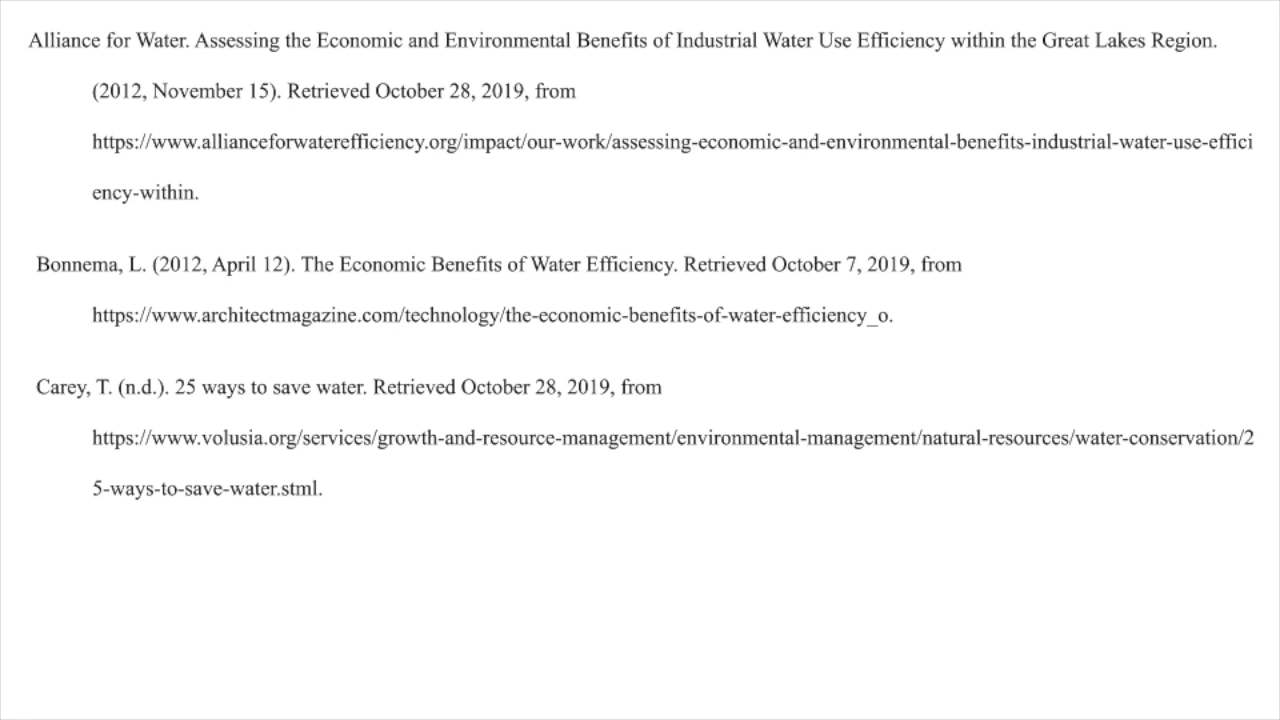 Alliance for Water. Assessing the Economic and Environmental Benefits of Industrial Water Use Efficiency within the Great Lakes Region.
(2012, November 15). Retrieved October 28, 2019, from
https://www.allianceforwaterefficiency.org/impact/our-work/assessing-economic-and-environmental-benefits-industrial-water-use-effici
ency-within.
Bonnema, L. (2012, April 12). The Economic Benefits of Water Efficiency. Retrieved October 7, 2019, from
https://www.architectmagazine.com/technology/the-economic-benefits-of-water-efficiency_o.
Carey, T. (n.d.). 25 ways to save water. Retrieved October 28, 2019, from
https://www.volusia.org/services/growth-and-resource-management/environmental-management/natural-resources/water-conservation/2
5-ways-to-save-water.stml.